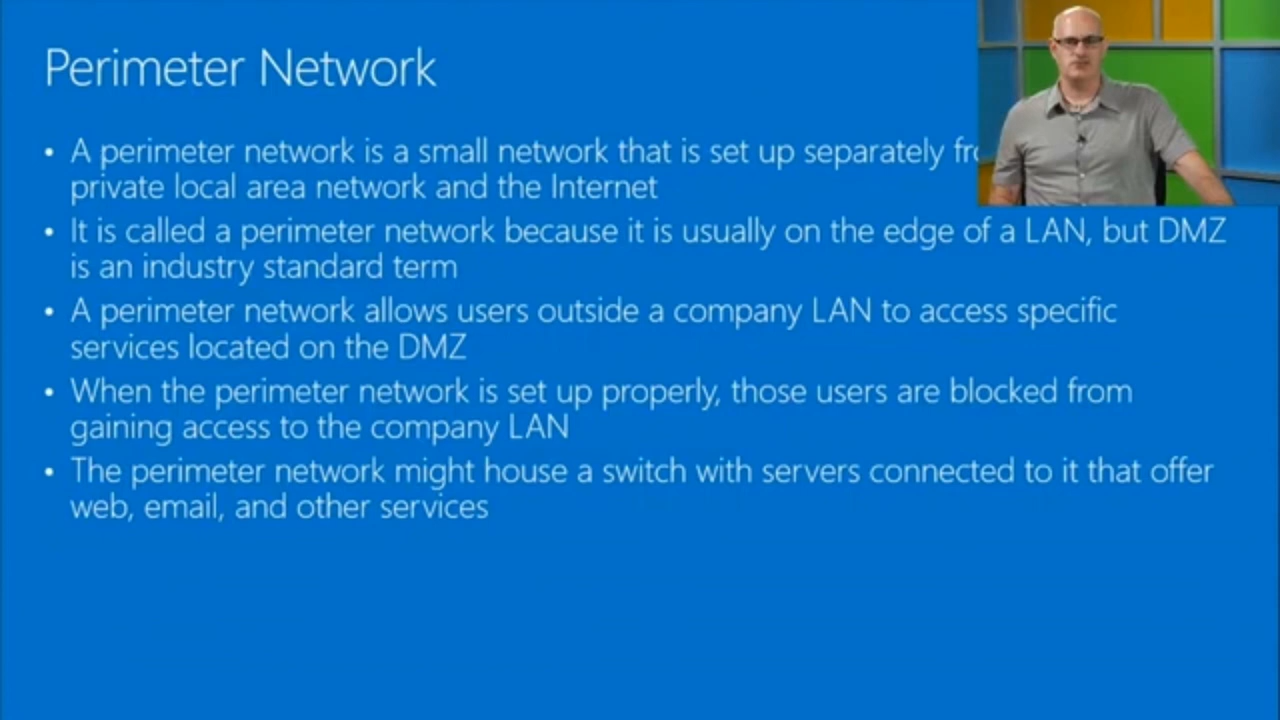 Perimeter Network
• A perimeter network is a small network that is set up separately
private local area network and the Internet
• It is called a perimeter network because it is usually on the edge of a LAN, but DMZ
is an industry standard term
• A perimeter network allows users outside a company LAN to access specific
services located on the DMZ
• When the perimeter network is set up properly, those users are blocked from
gaining access to the company LAN
• The perimeter network might house a switch with servers connected to it that offer
web, email, and other services